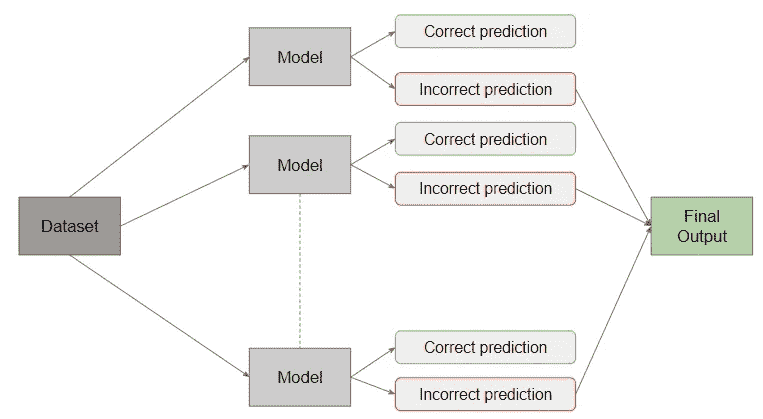 Model
Correct prediction
Incorrect prediction
Model
Correct prediction
Incorrect prediction
Dataset
Final
Output
Model
Correct prediction
Incorrect prediction